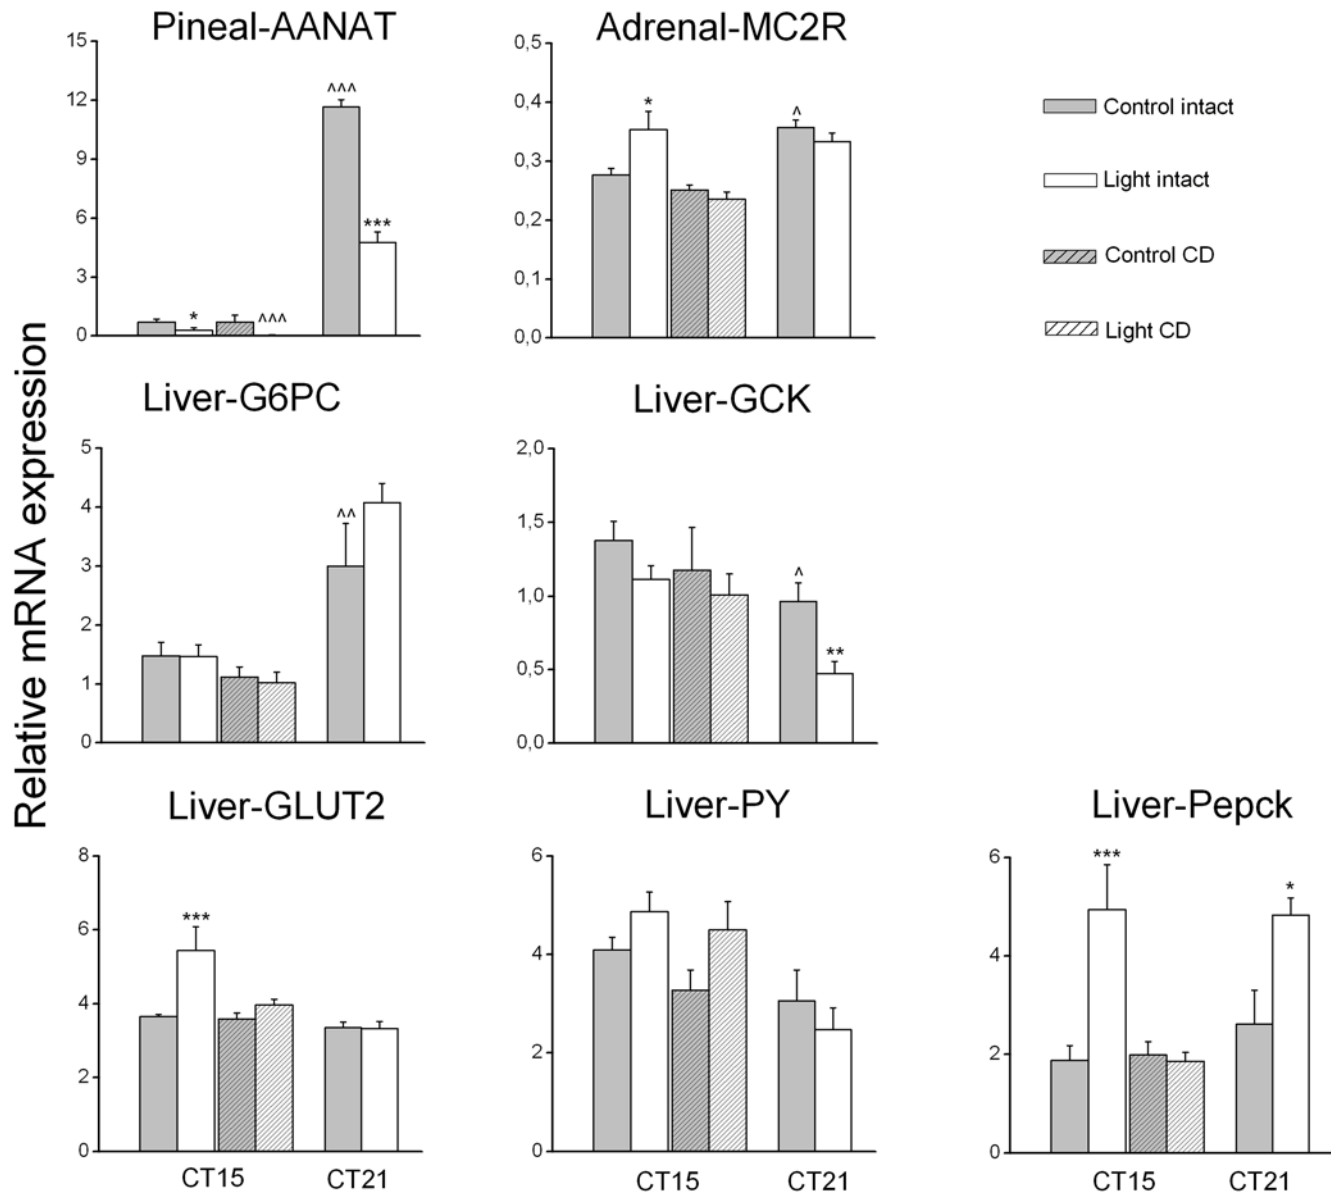 Pineal-AANAT
Adrenal-MC2R
15
12
9
6
3
0
^^^
***
*
^^^
0,5
0,4
0,3
0,2
0,1
0,0
*
^
Control intact
Light intact
Control CD
Light CD
Relative mRNA expression
Liver-G6PC
Liver-GCK
5
4
3
2
1
0
^^
2,0
1,5
1,0
0,5
0,0
^
**
Liver-GLUT2
Liver-PY
Liver-Pepck
8
6
4
2
0
***
CT15
CT21
6
4
2
0
CT15
CT21
6
4
2
0
***
*
CT15
CT21